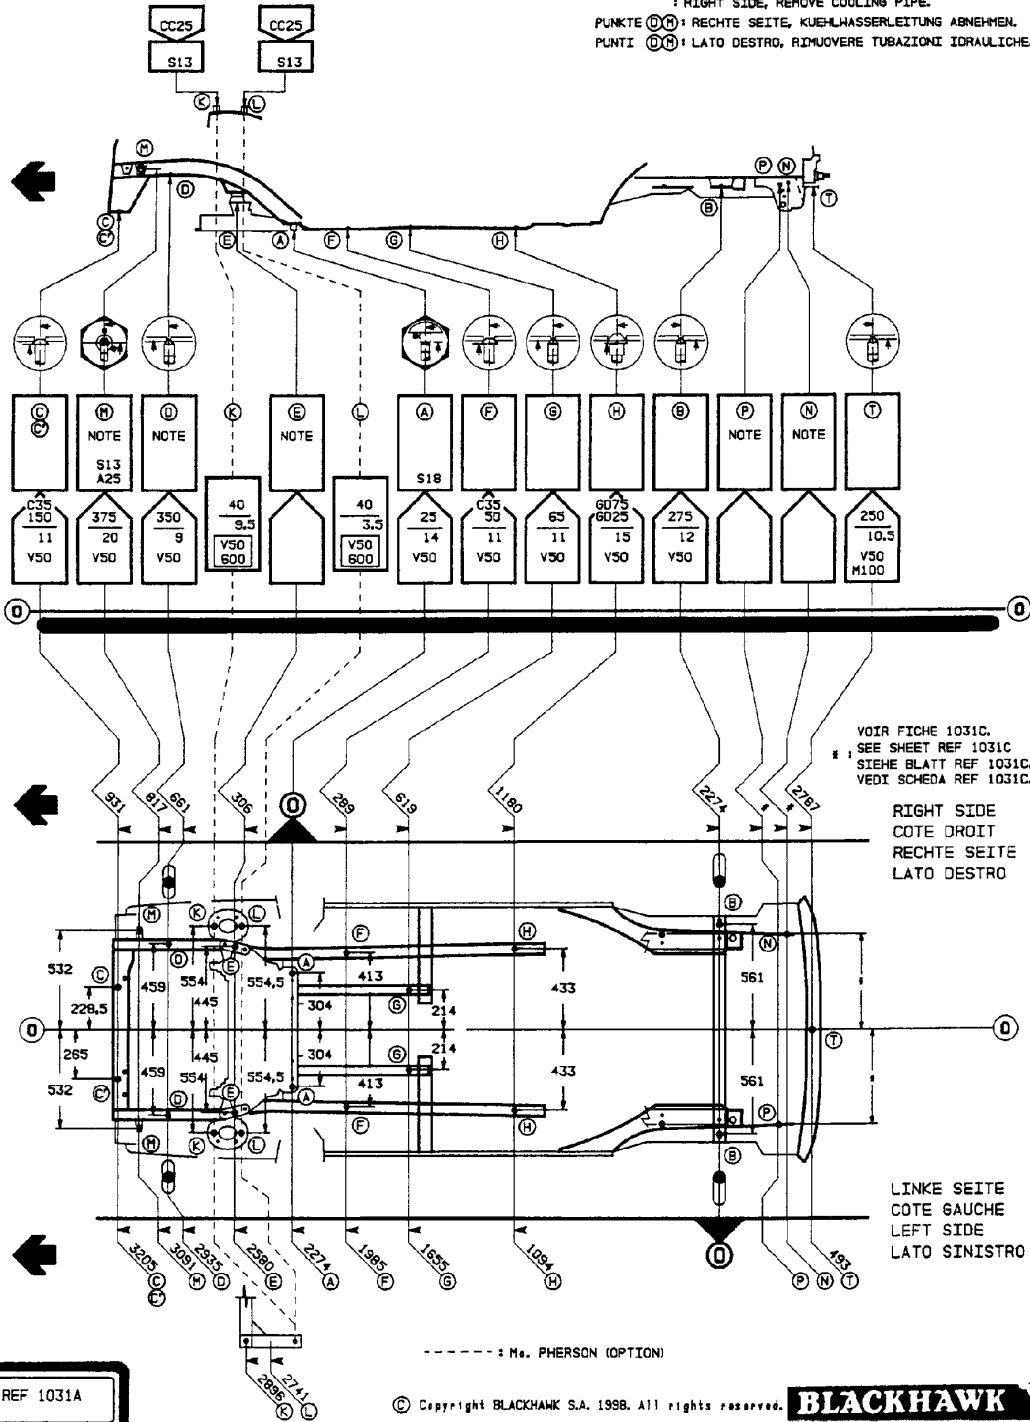 : RIGHT SIDE, REMOVE COOLING PIPE.
PUNKTE (D)(M): RECHTE SEITE, KUEHLWASSERLEITUNG ABNEHMEN.
PUNTI (D)(M): LATO DESTRO, RIMUOVERE TUBAZIONI IDRAULICHE.
CC25 CC25
S13 S13
K L
M D P N
C C' E A F G H B T
C C' M D K E L A F G H B P N T
NOTE NOTE NOTE NOTE NOTE
S13
A25
S18
C35 150 11 V50
375 20 V50
350 9 V50
40 9.5 V50 600
40 3.5 V50 600
25 14 V50
C35 50 11 V50
65 11 V50
GD75 GD25 15 V50
275 12 V50
250 10.5 V50 M100
O O
VOIR FICHE 1031C.
* : SEE SHEET REF 1031C
SIEHE BLATT REF 1031C.
VEDI SCHEDA REF 1031C.
931 817 661 306 O 289 619 1180 2274 * * 2767
RIGHT SIDE
COTE DROIT
RECHTE SEITE
LATO DESTRO
M K L B
D E A F H N
532 459 554 445 554,5 413 433 561 *
C 228,5 304 G 214
O O
T
265 445 304 G 214
532 459 554 554,5 413 433 561 *
C' D E A F H P
M K L B
LINKE SEITE
COTE GAUCHE
LEFT SIDE
LATO SINISTRO
O
3205 C C'
3091 M
2935 D
2580 E
2274 A
1985 F
1655 G
1094 H
P N
493 T
2896 K
2741 L
------- : Mc. PHERSON (OPTION)
REF 1031A
© Copyright BLACKHAWK S.A. 1998. All rights reserved.
BLACKHAWK